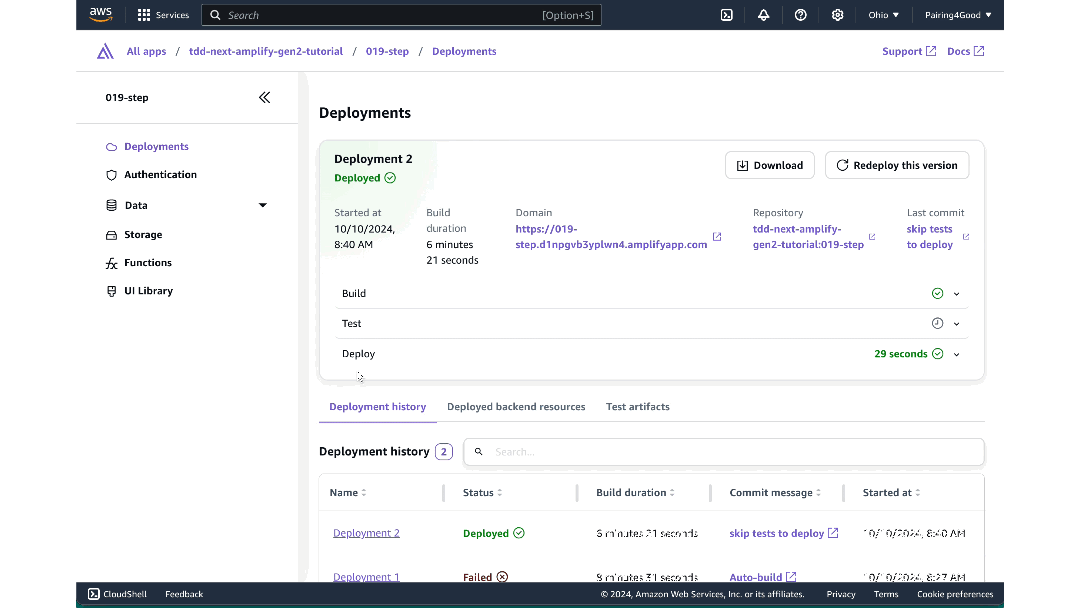 aws Services Search [Option+S] Ohio Pairing4Good
All apps / tdd-next-amplify-gen2-tutorial / 019-step / Deployments Support Docs
019-step
Deployments
Authentication
Data
Storage
Functions
UI Library
Deployments
Deployment 2
Deployed
Download
Redeploy this version
Started at
10/10/2024,
8:40 AM
Build
duration
6 minutes
21 seconds
Domain
https://019-
step.d1npgvb3yplwn4.amplifyapp.com
Repository
tdd-next-amplify-
gen2-tutorial:019-step
Last commit
skip tests
to deploy
Build
Test
Deploy 29 seconds
Deployment history Deployed backend resources Test artifacts
Deployment history 2 Search...
Name Status Build duration Commit message Started at
Deployment 2 Deployed 6 minutes 21 seconds skip tests to deploy 10/10/2024, 8:40 AM
Deployment 1 Failed 8 minutes 31 seconds Auto-build 10/10/2024, 8:27 AM
CloudShell Feedback © 2024, Amazon Web Services, Inc. or its affiliates. Privacy Terms Cookie preferences